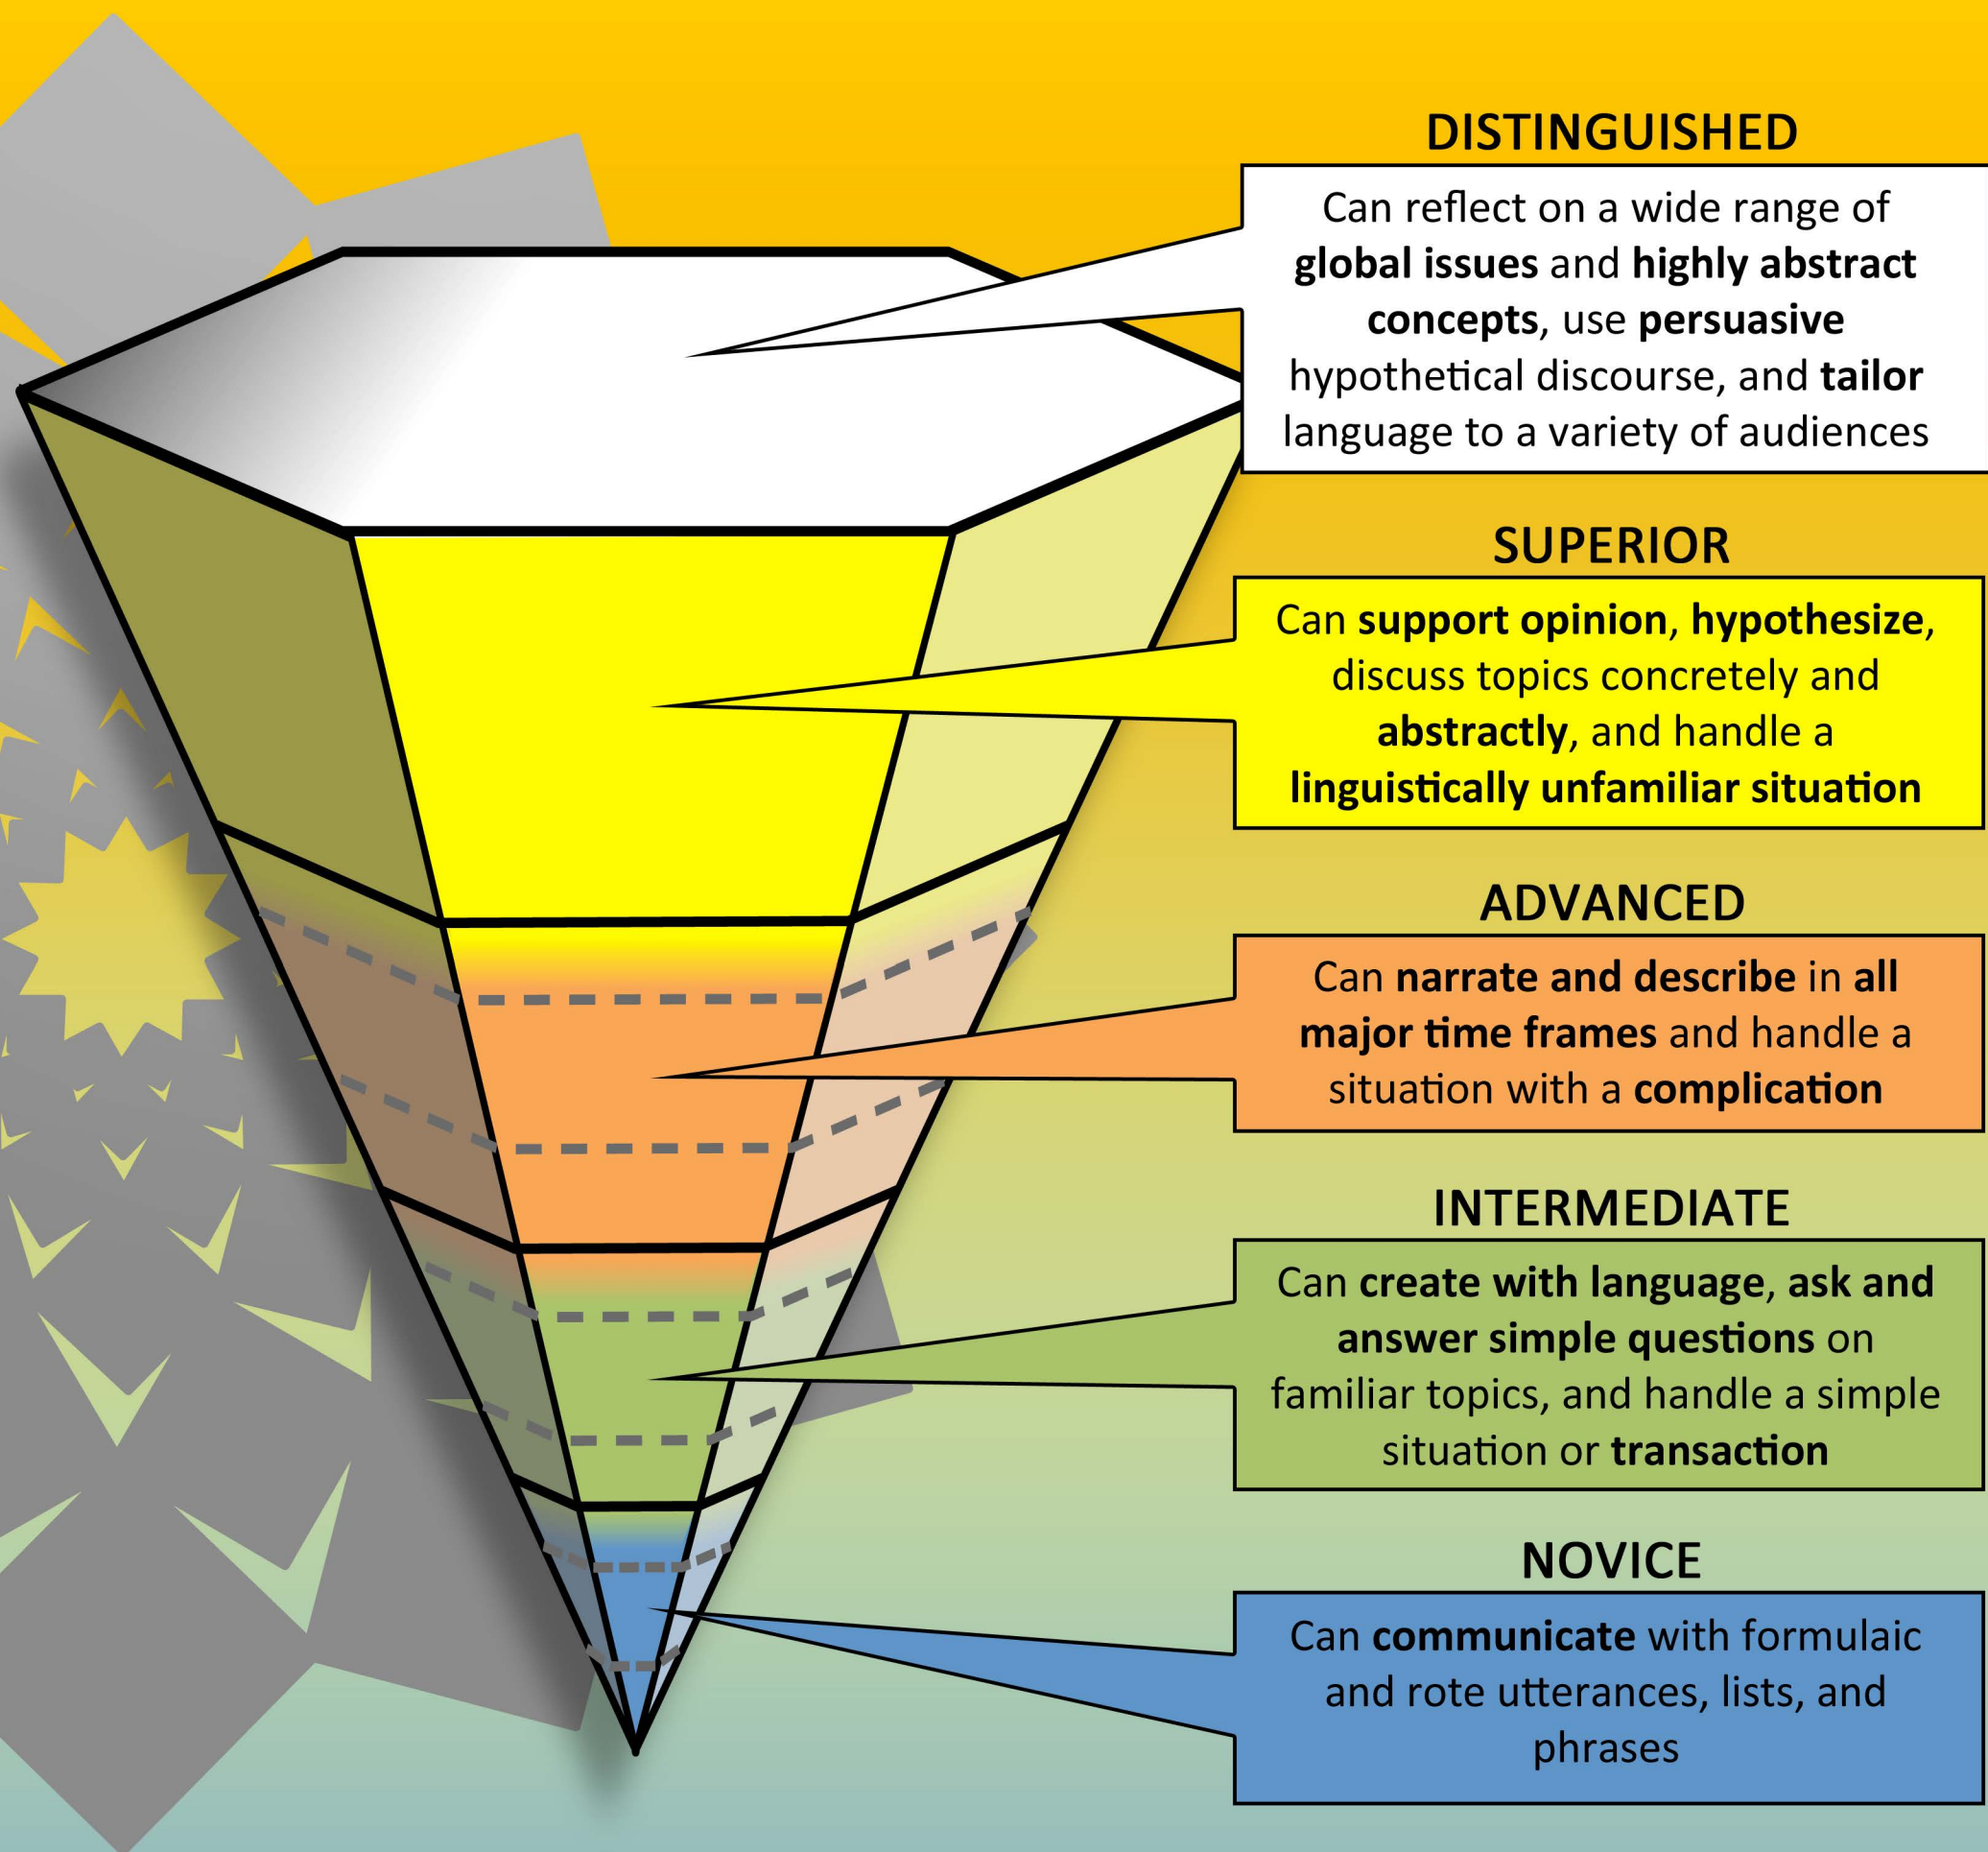 DISTINGUISHED
Can reflect on a wide range of
global issues and highly abstract
concepts, use persuasive
hypothetical discourse, and tailor
language to a variety of audiences
SUPERIOR
Can support opinion, hypothesize,
discuss topics concretely and
abstractly, and handle a
linguistically unfamiliar situation
ADVANCED
Can narrate and describe in all
major time frames and handle a
situation with a complication
INTERMEDIATE
Can create with language, ask and
answer simple questions on
familiar topics, and handle a simple
situation or transaction
NOVICE
Can communicate with formulaic
and rote utterances, lists, and
phrases